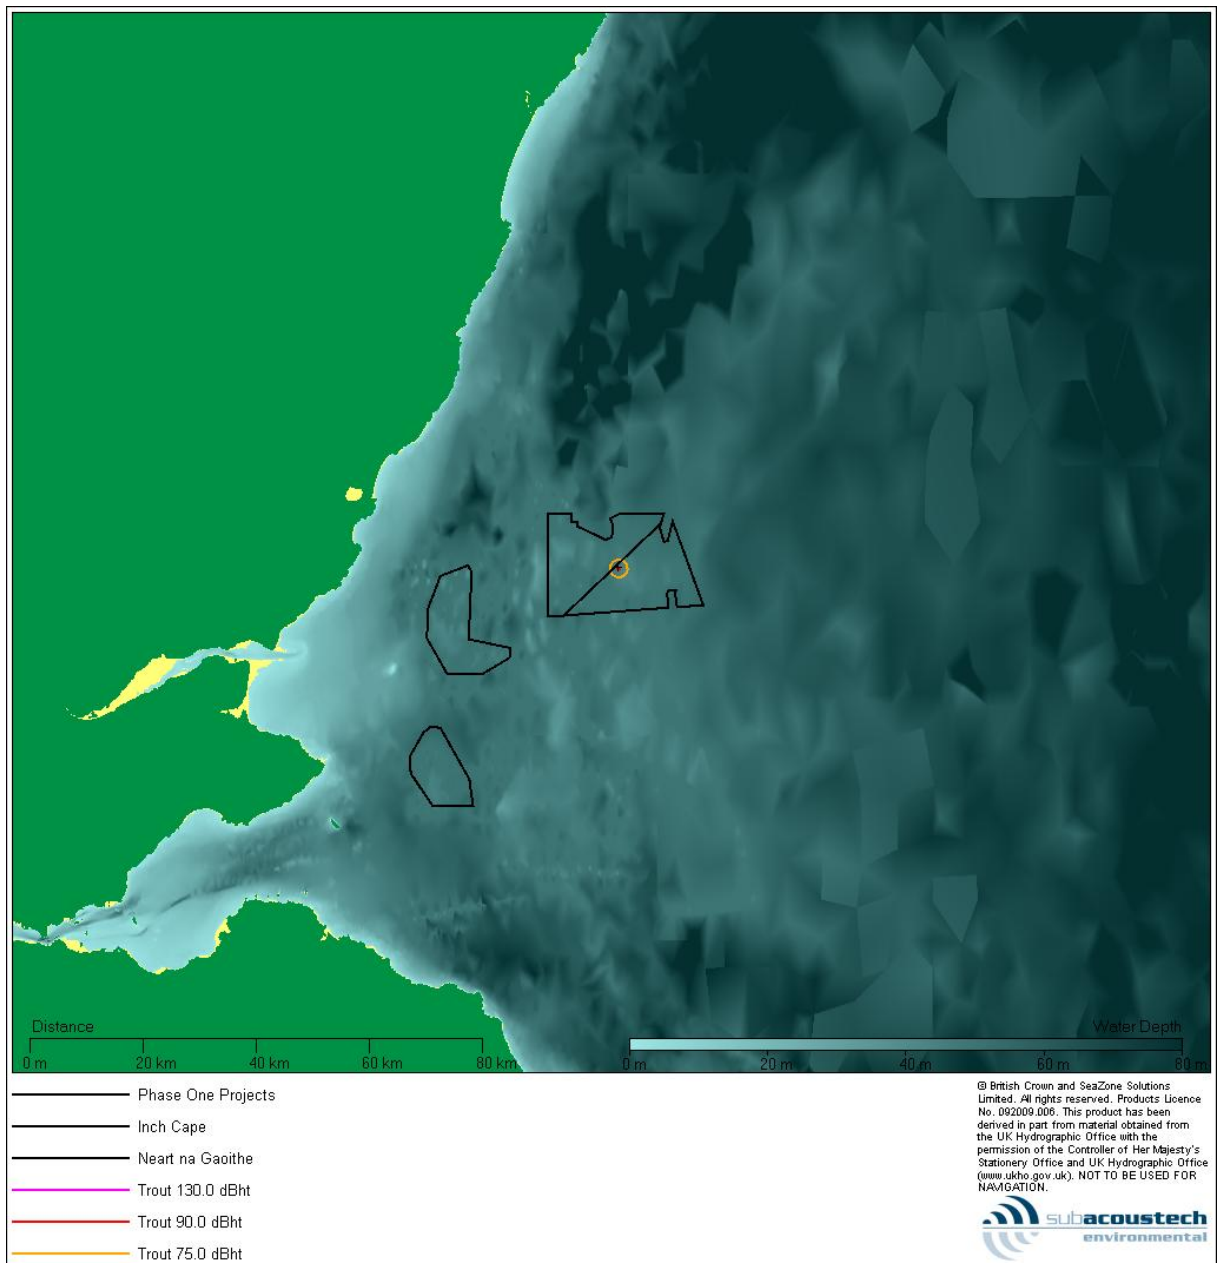 Distance
0 m 20 km 40 km 60 km 80 km
Water Depth
0 m 20 m 40 m 60 m 80 m
Phase One Projects
Inch Cape
Neart na Gaoithe
Trout 130.0 dBht
Trout 90.0 dBht
Trout 75.0 dBht
© British Crown and SeaZone Solutions
Limited. All rights reserved. Products Licence
No. 092009.006. This product has been
derived in part from material obtained from
the UK Hydrographic Office with the
permission of the Controller of Her Majesty's
Stationery Office and UK Hydrographic Office
(www.ukho.gov.uk). NOT TO BE USED FOR
NAVIGATION.
subacoustech
environmental